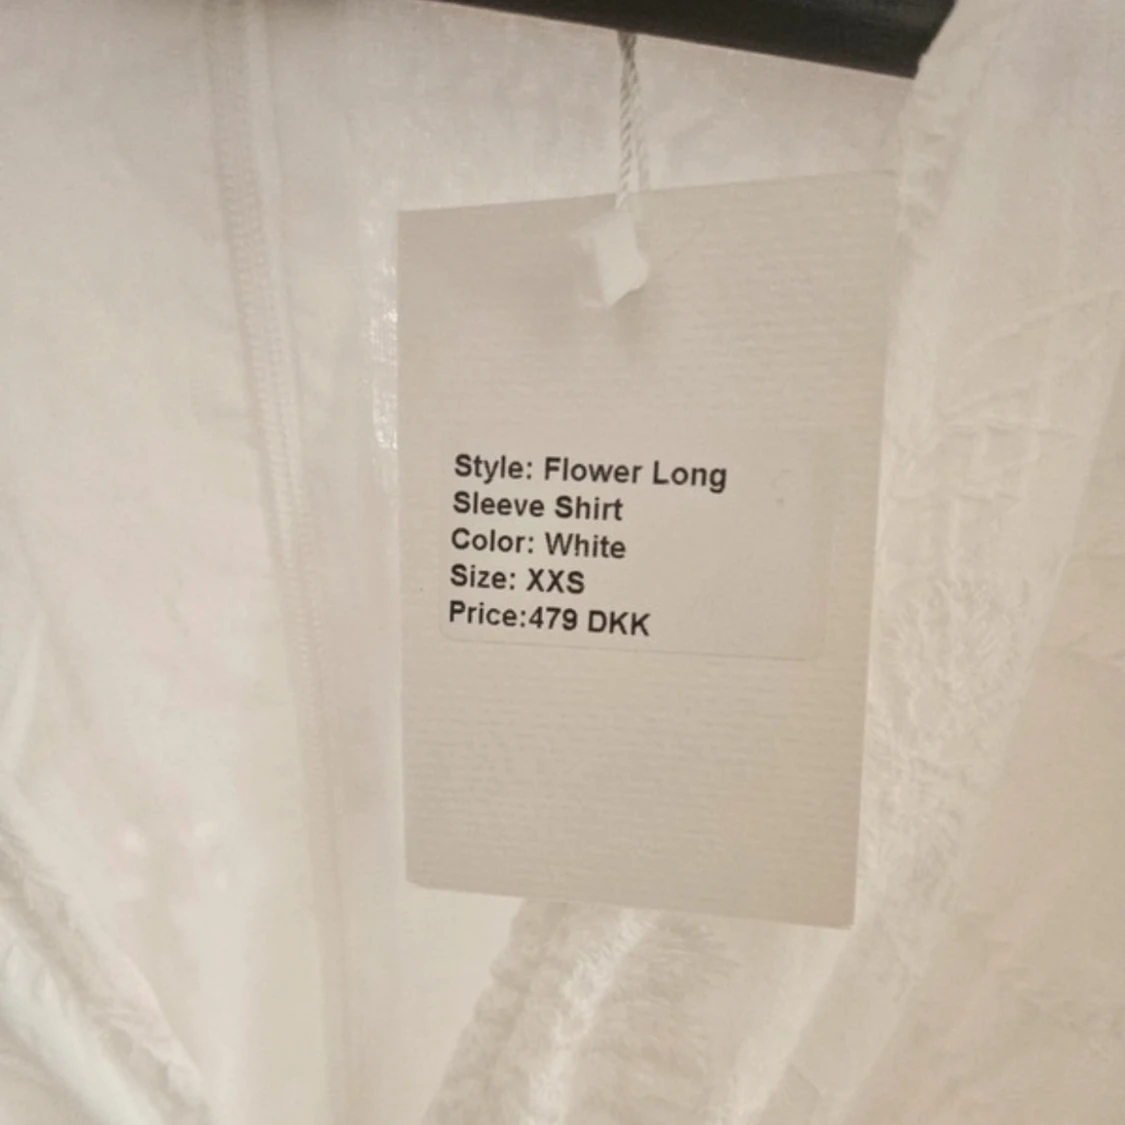 Style: Flower Long
Sleeve Shirt
Color: White
Size: XXS
Price:479 DKK